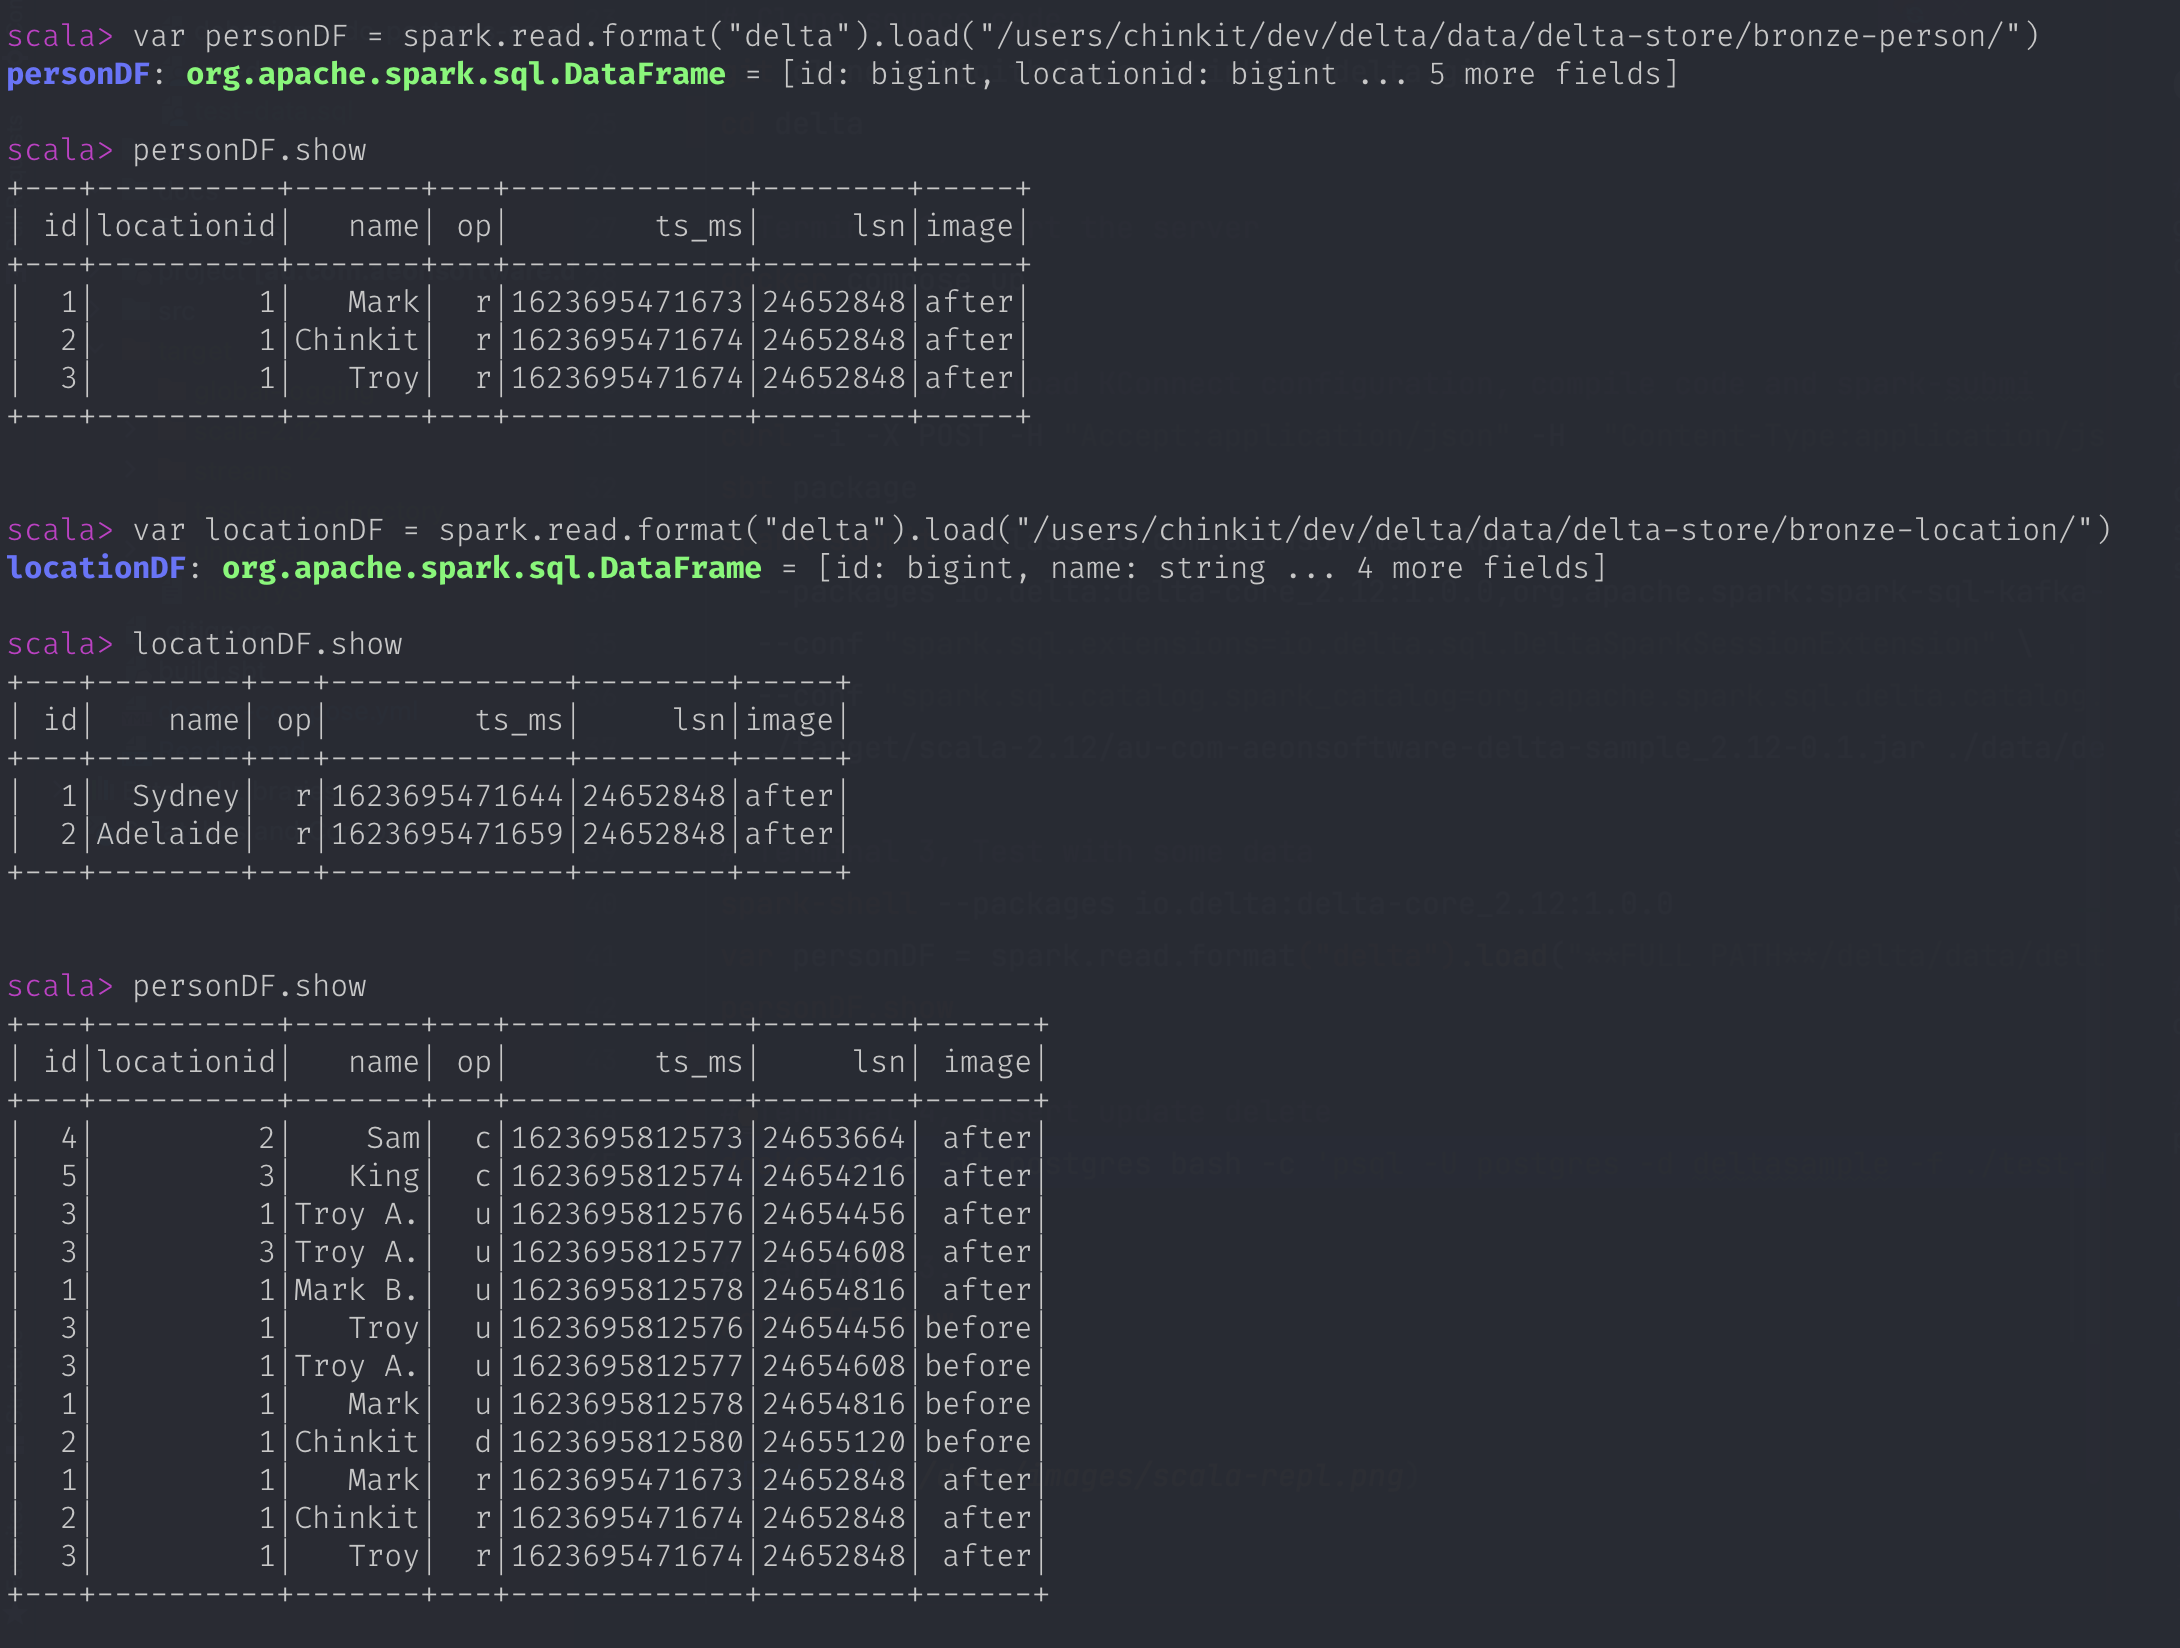 scala> var personDF = spark.read.format("delta").load("/users/chinkit/dev/delta/data/delta-store/bronze-person/")
personDF: org.apache.spark.sql.DataFrame = [id: bigint, locationid: bigint ... 5 more fields]
scala> personDF.show
+---+----------+-------+---+-------------+--------+-----+
| id|locationid|   name| op|        ts_ms|     lsn|image|
+---+----------+-------+---+-------------+--------+-----+
|  1|         1|   Mark|  r|1623695471673|24652848|after|
|  2|         1|Chinkit|  r|1623695471674|24652848|after|
|  3|         1|   Troy|  r|1623695471674|24652848|after|
+---+----------+-------+---+-------------+--------+-----+
scala> var locationDF = spark.read.format("delta").load("/users/chinkit/dev/delta/data/delta-store/bronze-location/")
locationDF: org.apache.spark.sql.DataFrame = [id: bigint, name: string ... 4 more fields]
scala> locationDF.show
+---+--------+---+-------------+--------+-----+
| id|    name| op|        ts_ms|     lsn|image|
+---+--------+---+-------------+--------+-----+
|  1|  Sydney|  r|1623695471644|24652848|after|
|  2|Adelaide|  r|1623695471659|24652848|after|
+---+--------+---+-------------+--------+-----+
scala> personDF.show
+---+----------+-------+---+-------------+--------+------+
| id|locationid|   name| op|        ts_ms|     lsn| image|
+---+----------+-------+---+-------------+--------+------+
|  4|         2|    Sam|  c|1623695812573|24653664| after|
|  5|         3|   King|  c|1623695812574|24654216| after|
|  3|         1|Troy A.|  u|1623695812576|24654456| after|
|  3|         3|Troy A.|  u|1623695812577|24654608| after|
|  1|         1|Mark B.|  u|1623695812578|24654816| after|
|  3|         1|   Troy|  u|1623695812576|24654456|before|
|  3|         1|Troy A.|  u|1623695812577|24654608|before|
|  1|         1|   Mark|  u|1623695812578|24654816|before|
|  2|         1|Chinkit|  d|1623695812580|24655120|before|
|  1|         1|   Mark|  r|1623695471673|24652848| after|
|  2|         1|Chinkit|  r|1623695471674|24652848| after|
|  3|         1|   Troy|  r|1623695471674|24652848| after|
+---+----------+-------+---+-------------+--------+------+